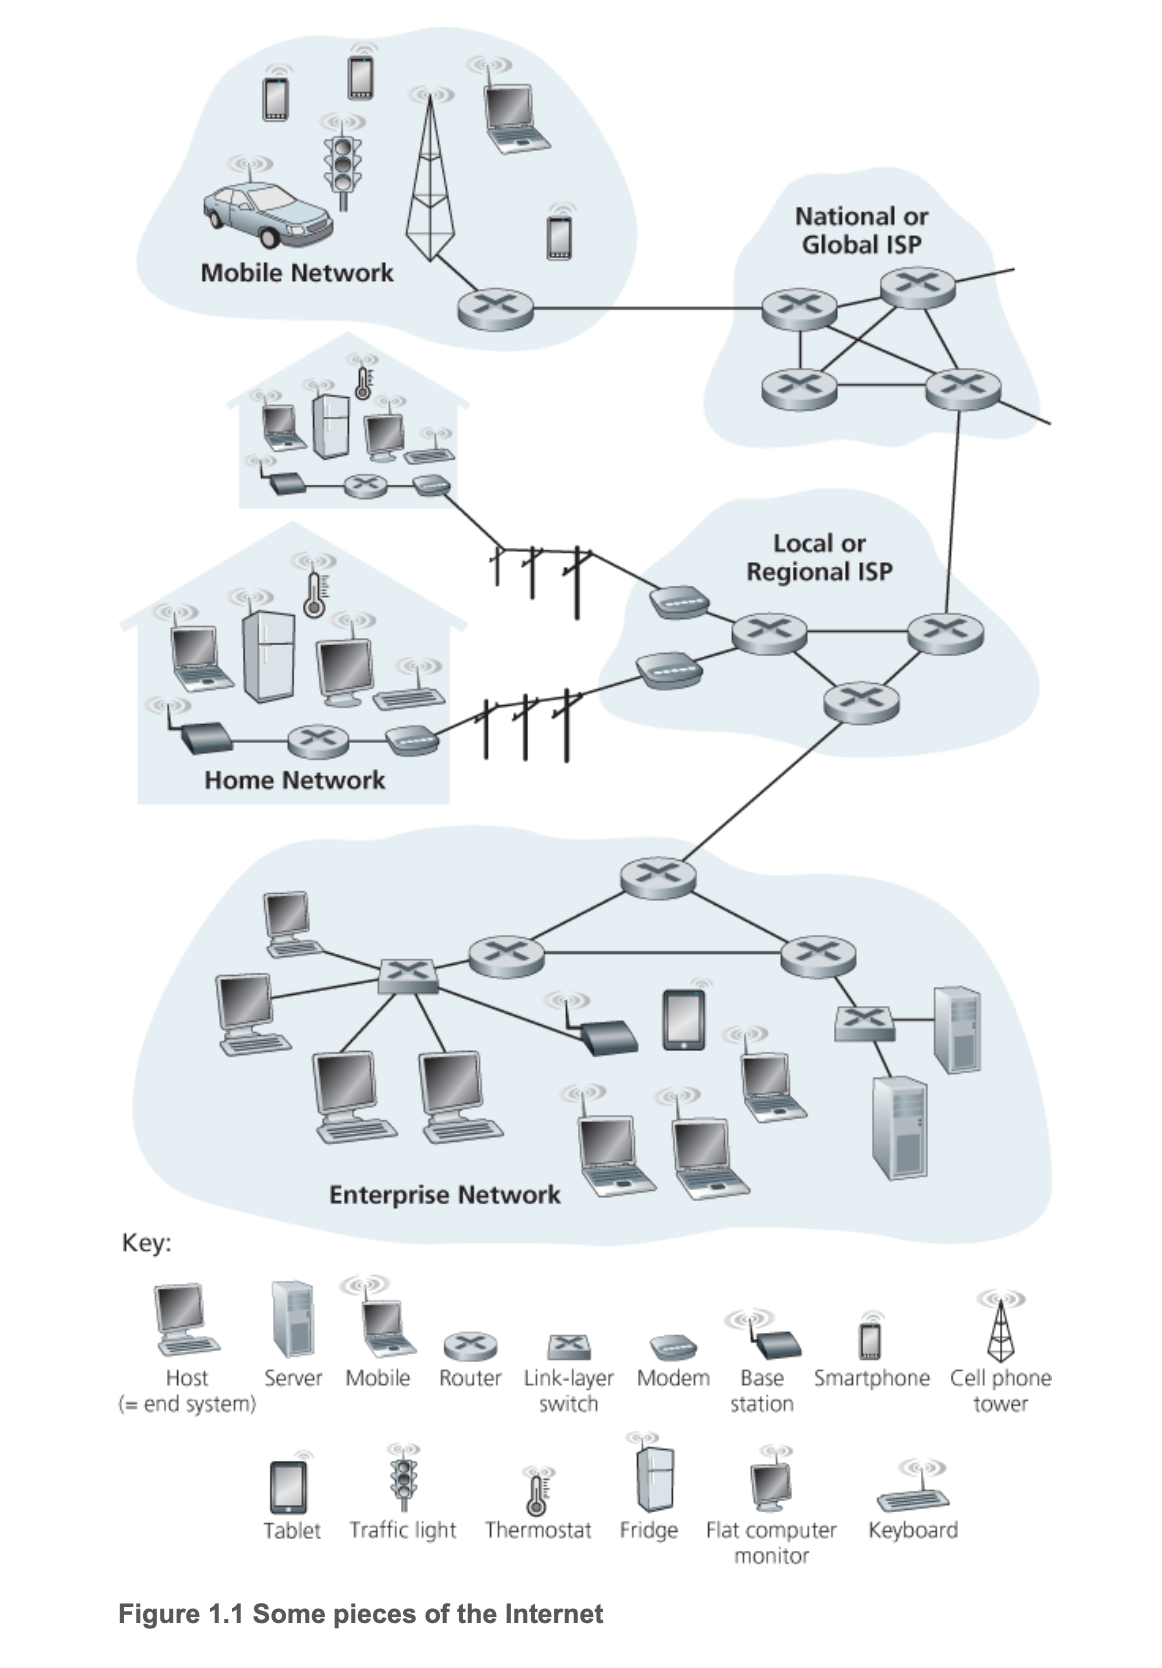 National or
Global ISP
Mobile Network
Local or
Regional ISP
Home Network
Enterprise Network
Key:
Host
(= end system)
Server
Mobile
Router
Link-layer
switch
Modem
Base
station
Smartphone
Cell phone
tower
Tablet
Traffic light
Thermostat
Fridge
Flat computer
monitor
Keyboard
Figure 1.1 Some pieces of the Internet